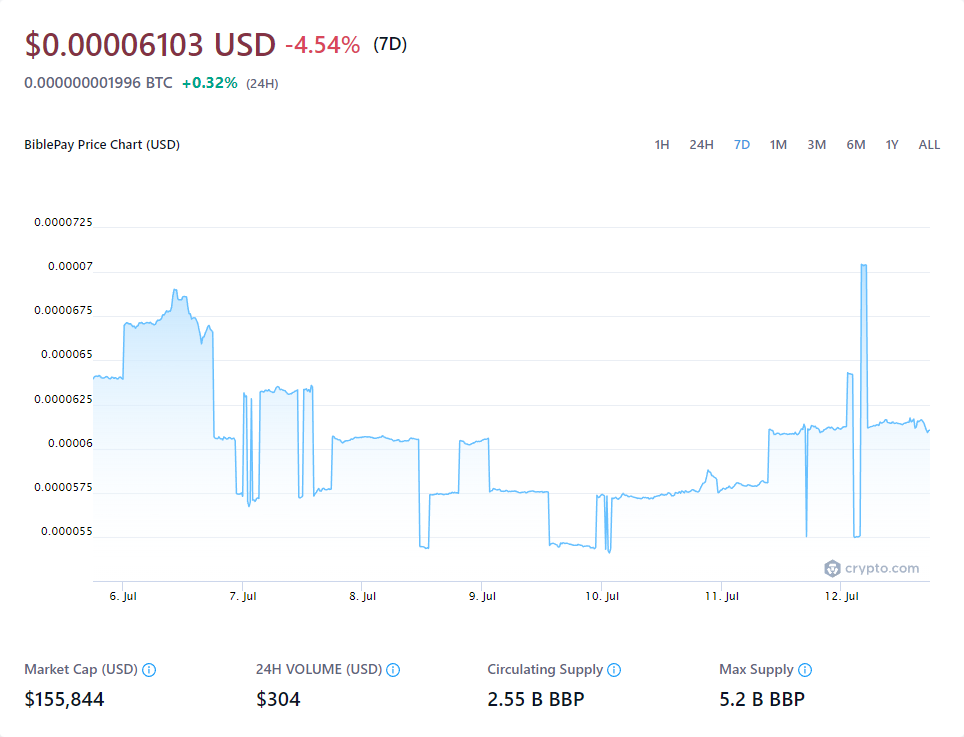 $0.00006103 USD -4.54% (7D)
0.000000001996 BTC +0.32% (24H)
BiblePay Price Chart (USD) 1H 24H 7D 1M 3M 6M 1Y ALL
0.0000725
0.00007
0.0000675
0.000065
0.0000625
0.00006
0.0000575
0.000055
crypto.com
6. Jul 7. Jul 8. Jul 9. Jul 10. Jul 11. Jul 12. Jul
Market Cap (USD) 24H VOLUME (USD) Circulating Supply Max Supply
$155,844 $304 2.55 B BBP 5.2 B BBP